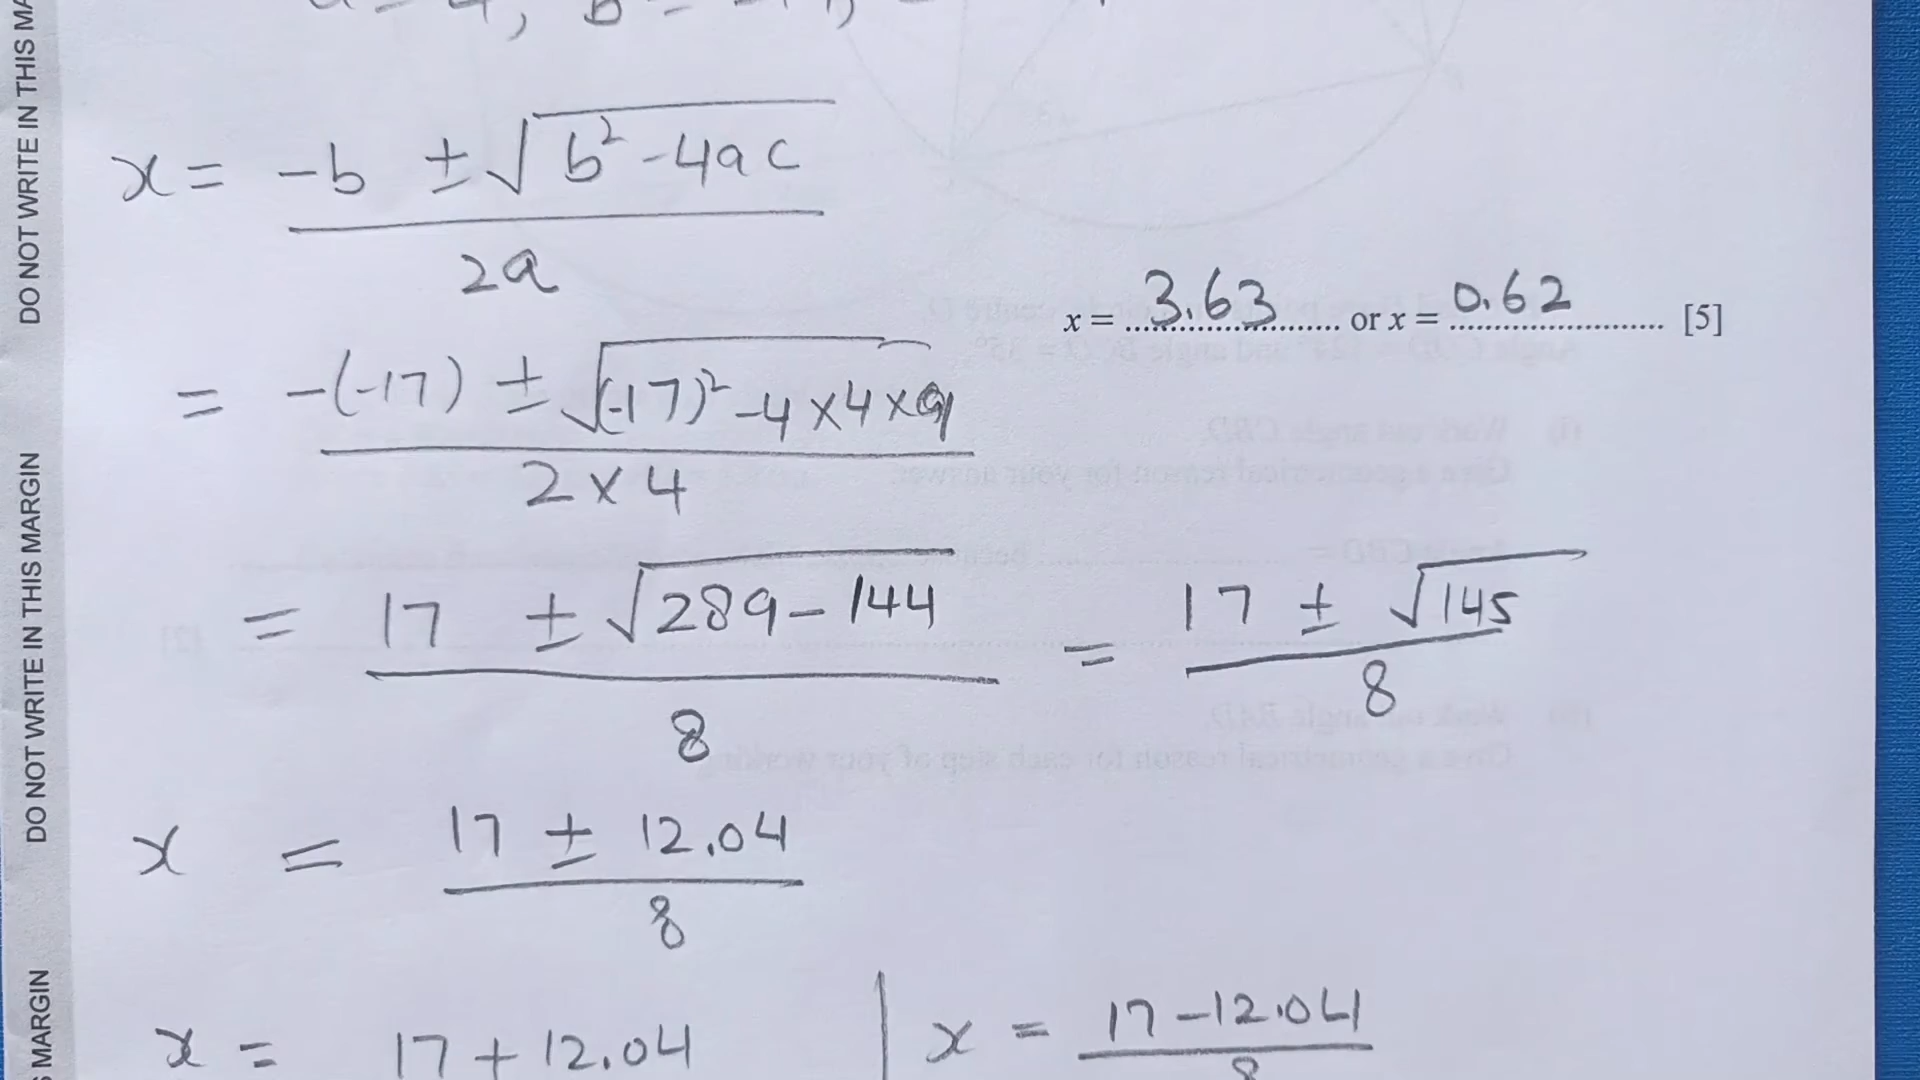 x = -b ± √b² - 4ac
2a
x = 3.63 or x = 0.62 [5]
= -(-17) ± √(-17)² - 4 × 4 × 9
2 × 4
= 17 ± √289 - 144 = 17 ± √145
8 8
x = 17 ± 12.04
8
x = 17 + 12.04 | x = 17 - 12.04
8
DO NOT WRITE IN THIS MA
DO NOT WRITE IN THIS MARGIN
S MARGIN